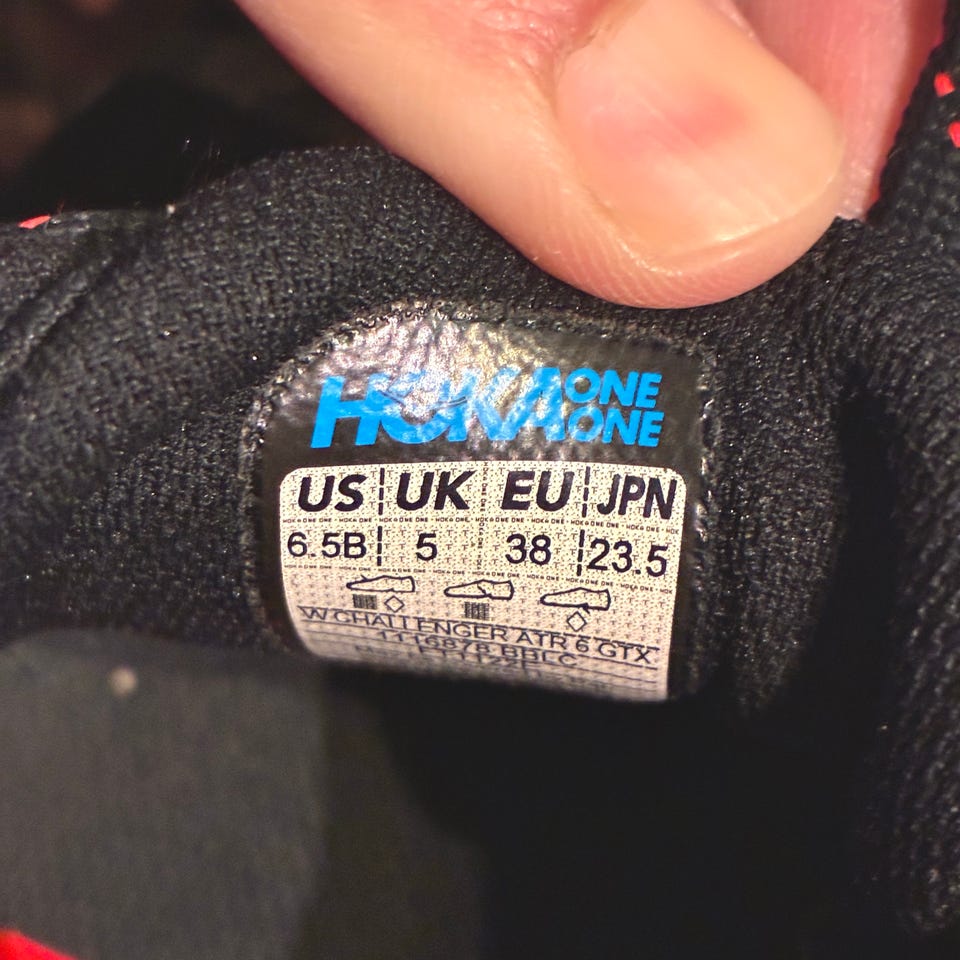 HOKA ONE ONE
US UK EU JPN
6.5B 5 38 23.5
W CHALLENGER ATR 6 GTX
1116878 BBLC